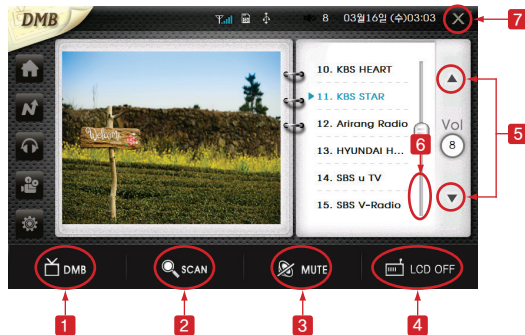 DMB
8 03월16일 (수)03:03
7
10. KBS HEART
11. KBS STAR
12. Arirang Radio
13. HYUNDAI H...
14. SBS u TV
15. SBS V-Radio
Welcome
Vol
8
5
6
DMB
SCAN
MUTE
LCD OFF
1
2
3
4